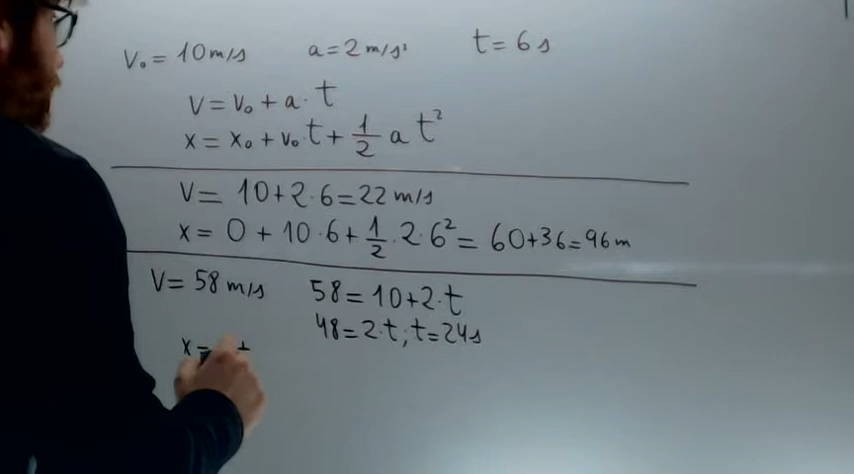 V₀ = 10 m/s a = 2 m/s² t = 6 s
V = V₀ + a · t
x = x₀ + V₀ · t + 1/2 a t²
V = 10 + 2 · 6 = 22 m/s
x = 0 + 10 · 6 + 1/2 · 2 · 6² = 60 + 36 = 96 m
V = 58 m/s 58 = 10 + 2 · t
48 = 2 · t ; t = 24 s
x =